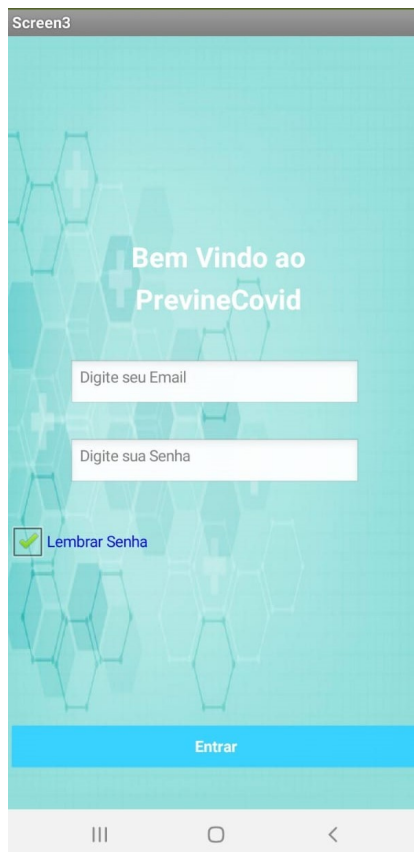 Screen3
Bem Vindo ao
PrevineCovid
Digite seu Email
Digite sua Senha
Lembrar Senha
Entrar